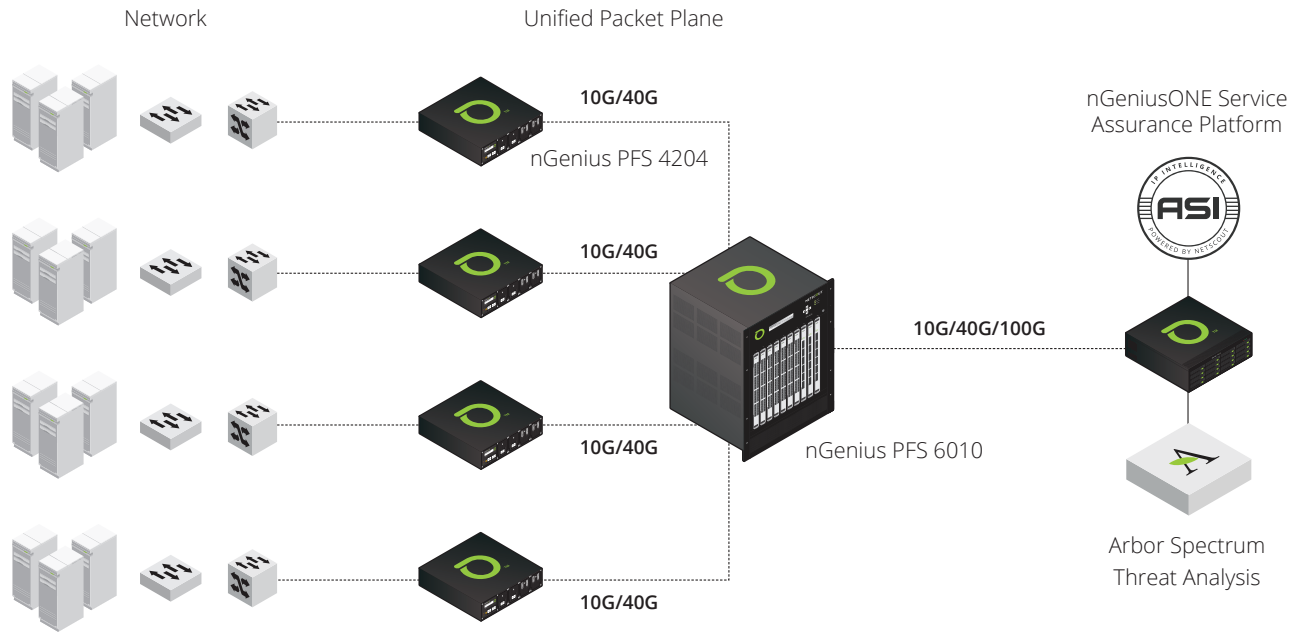 Network
Unified Packet Plane
10G/40G
nGenius PFS 4204
nGeniusONE Service
Assurance Platform
IP INTELLIGENCE
ASI
POWERED BY NETSCOUT
10G/40G
10G/40G/100G
10G/40G
nGenius PFS 6010
10G/40G
Arbor Spectrum
Threat Analysis